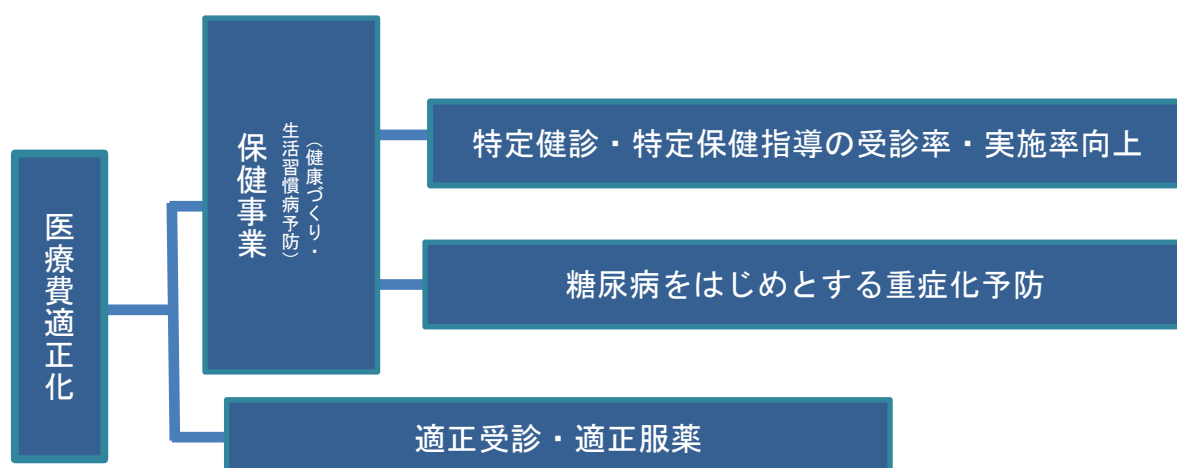 医療費適正化
保健事業
（健康づくり・
生活習慣病予防）
特定健診・特定保健指導の受診率・実施率向上
糖尿病をはじめとする重症化予防
適正受診・適正服薬